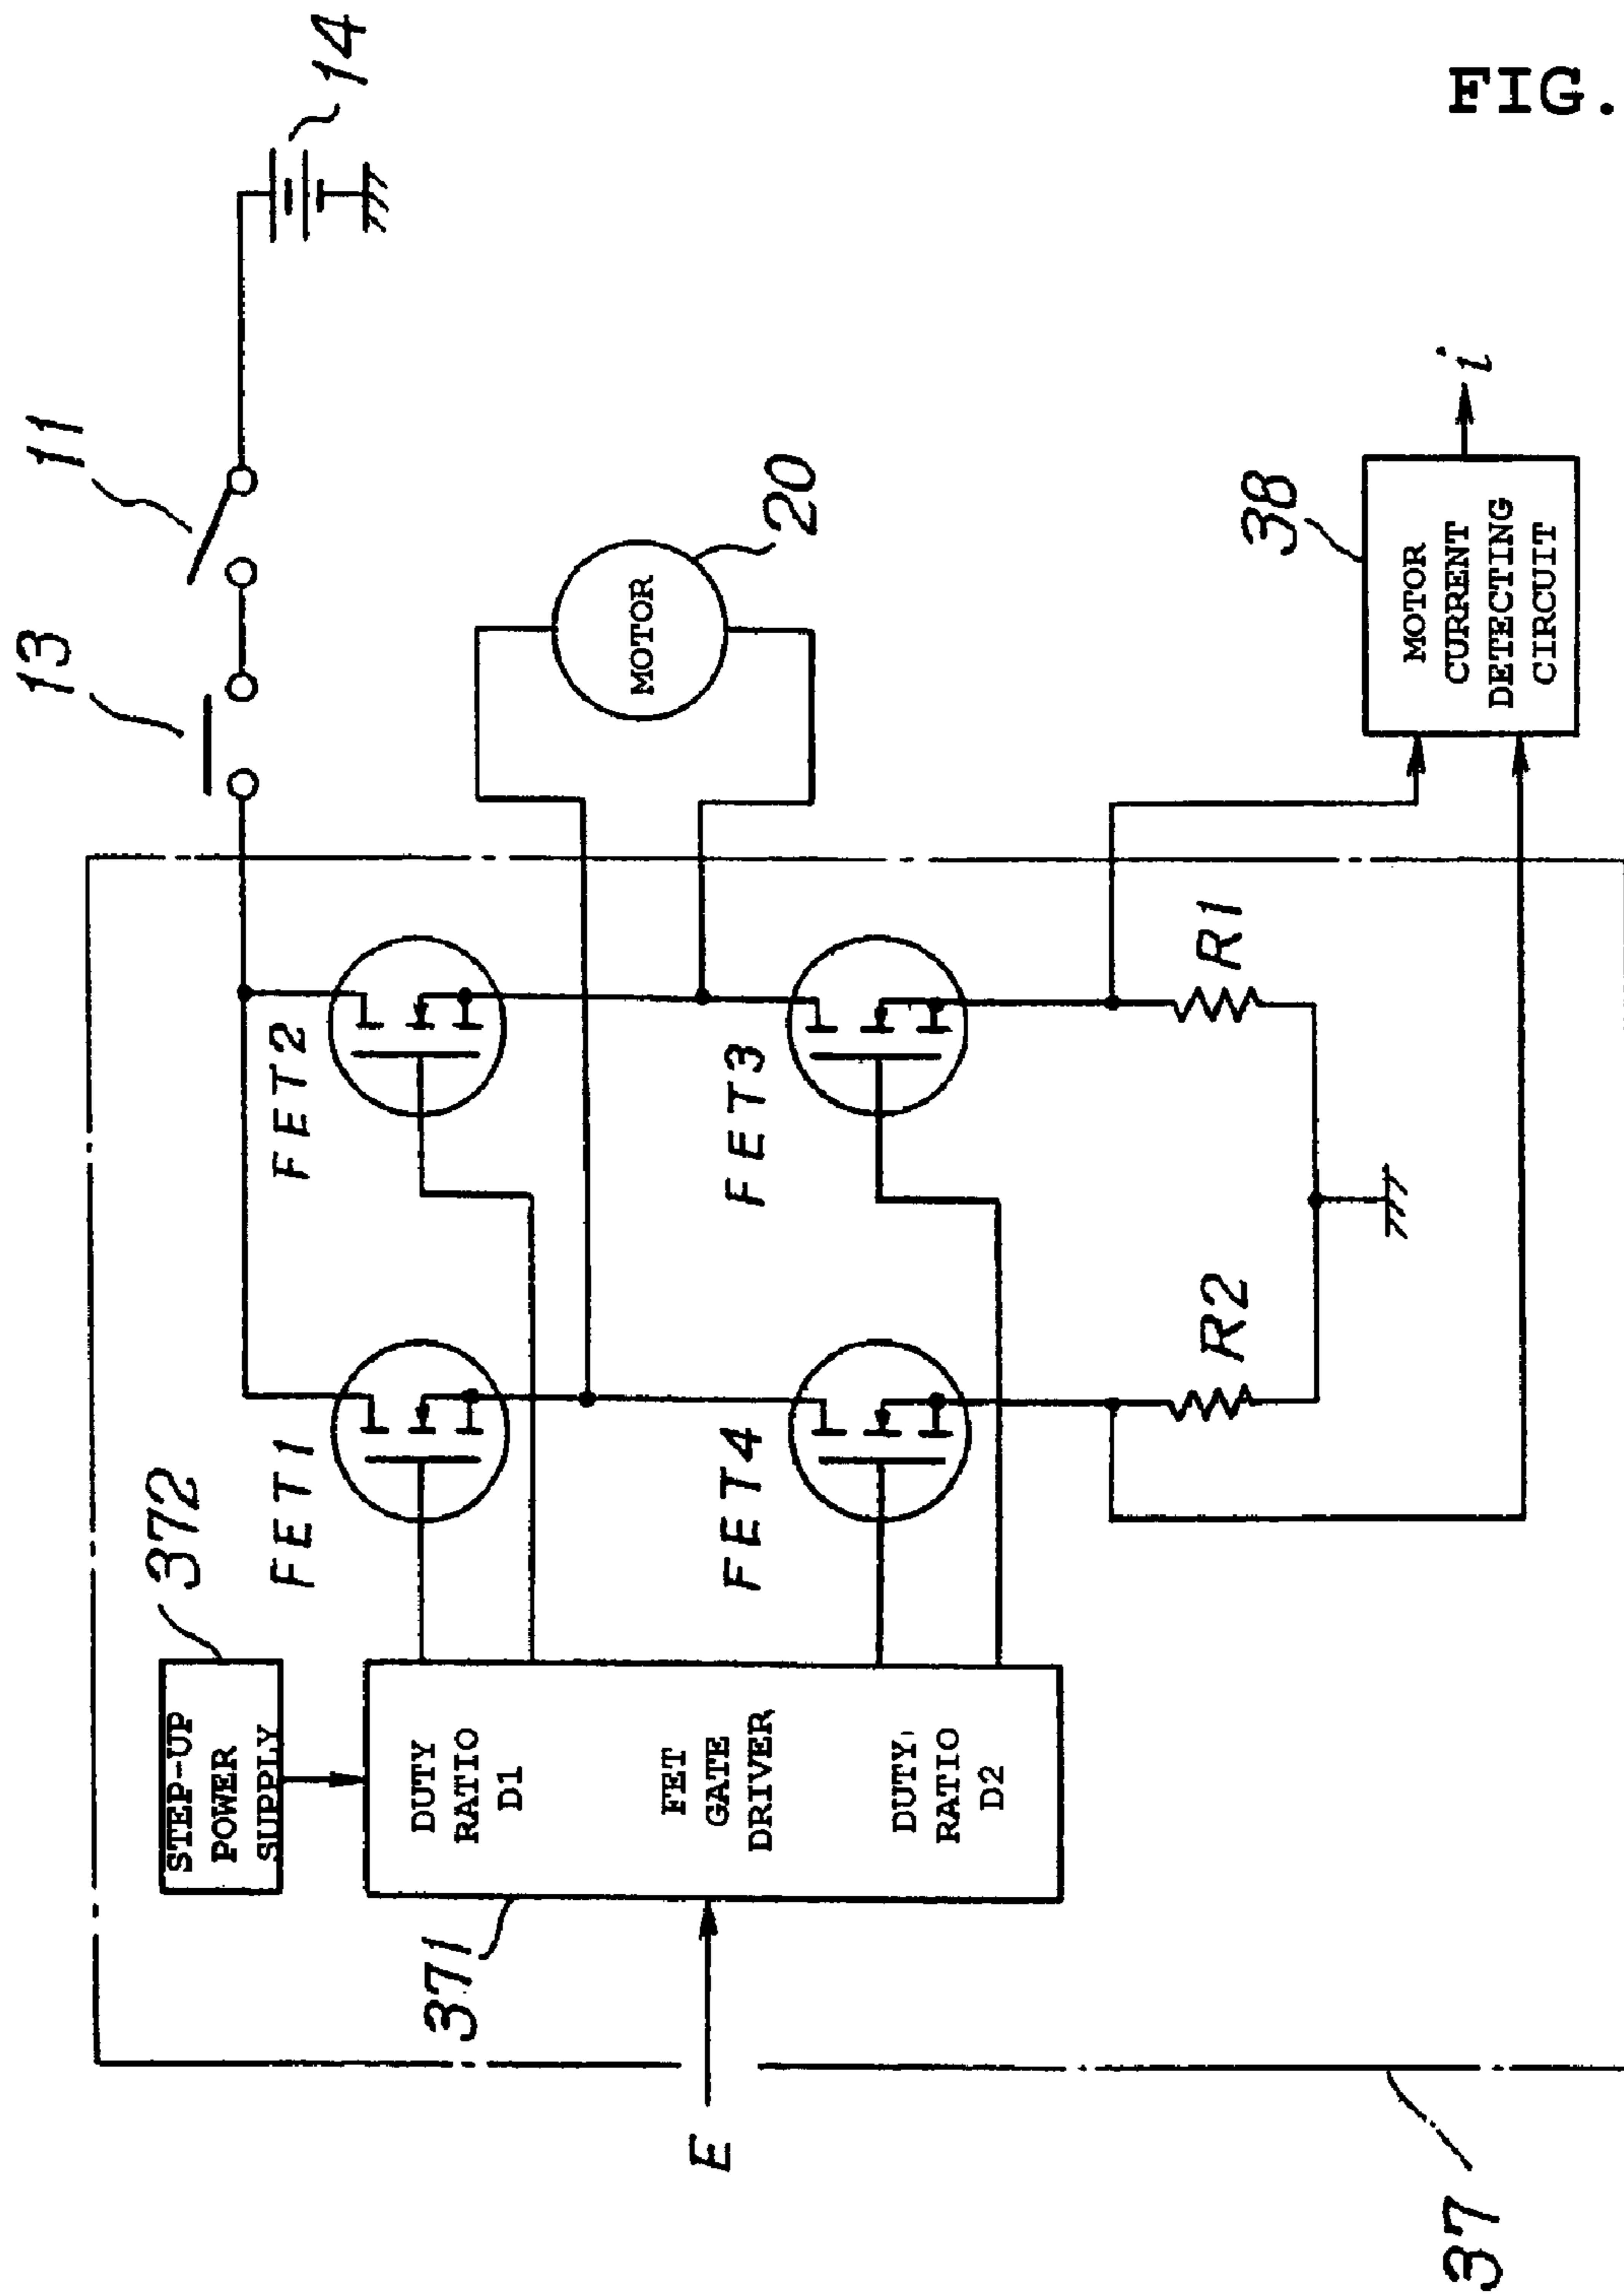 14
11
13
372
STEP-UP
POWER
SUPPLY
FET1
FET2
20
MOTOR
371
DUTY
RATIO
D1
FET
GATE
DRIVER
DUTY
RATIO
D2
E
FET4
FET3
R2
R1
38
MOTOR
CURRENT
DETECTING
CIRCUIT
i
37
FIG.